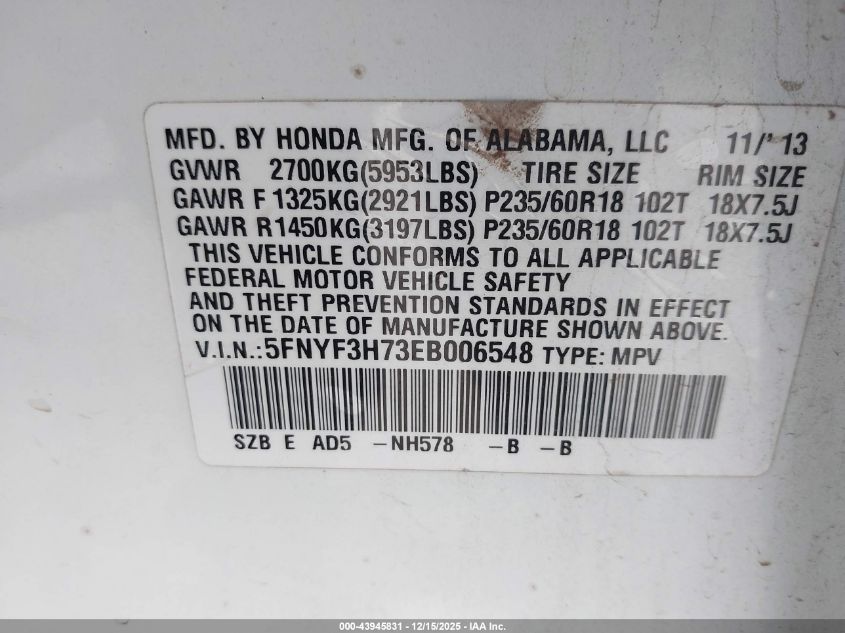 MFD. BY HONDA MFG. OF ALABAMA, LLC 11/'13
GVWR 2700KG(5953LBS) TIRE SIZE RIM SIZE
GAWR F 1325KG(2921LBS) P235/60R18 102T 18X7.5J
GAWR R1450KG(3197LBS) P235/60R18 102T 18X7.5J
THIS VEHICLE CONFORMS TO ALL APPLICABLE
FEDERAL MOTOR VEHICLE SAFETY
AND THEFT PREVENTION STANDARDS IN EFFECT
ON THE DATE OF MANUFACTURE SHOWN ABOVE.
V.I.N.:5FNYF3H73EB006548 TYPE: MPV
SZB E AD5 -NH578 -B -B
000-43945831 - 12/15/2025 - IAA Inc.